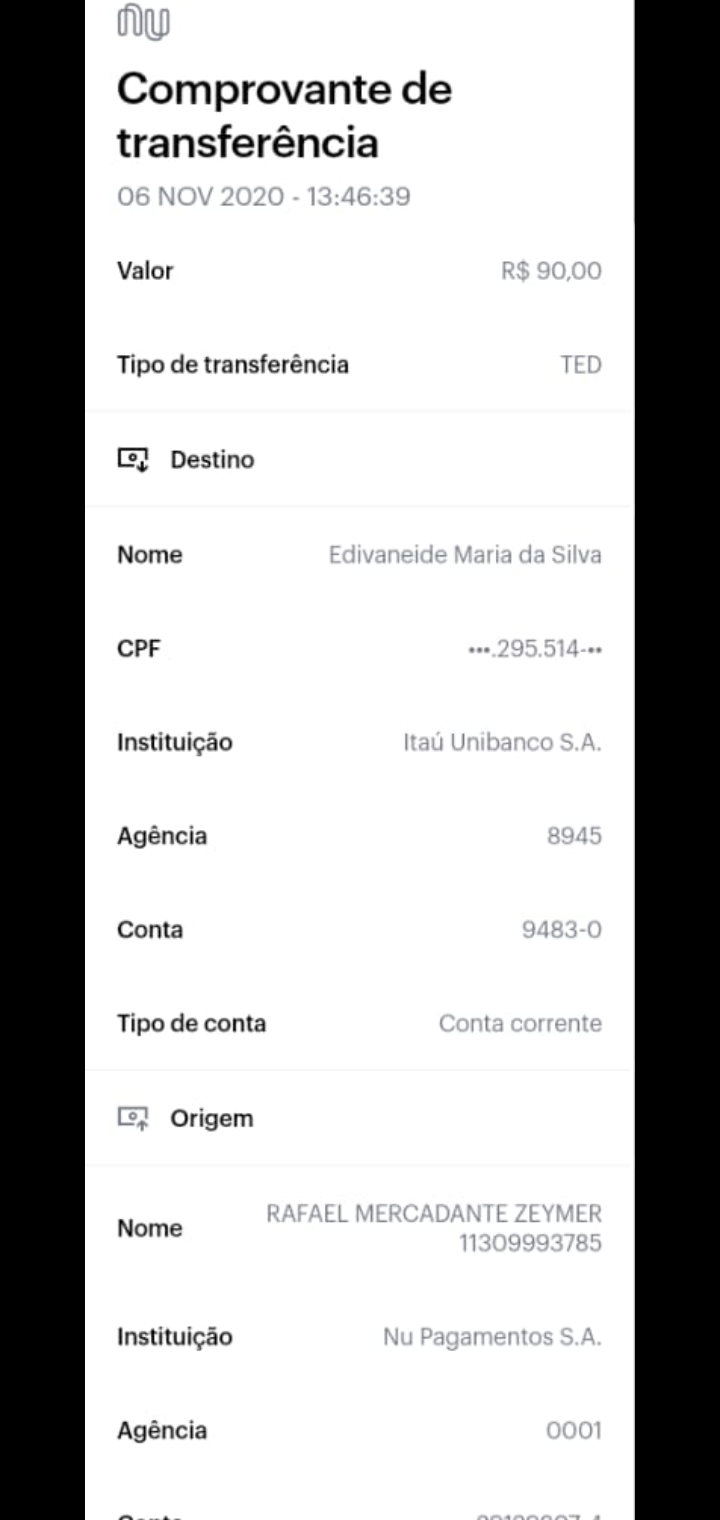 nu
Comprovante de
transferência
06 NOV 2020 - 13:46:39
Valor R$ 90,00
Tipo de transferência TED
Destino
Nome Edivaneide Maria da Silva
CPF •••.295.514-••
Instituição Itaú Unibanco S.A.
Agência 8945
Conta 9483-0
Tipo de conta Conta corrente
Origem
Nome RAFAEL MERCADANTE ZEYMER
11309993785
Instituição Nu Pagamentos S.A.
Agência 0001
Conta